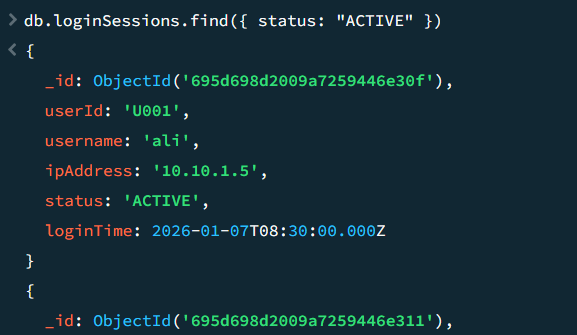 > db.loginSessions.find({ status: "ACTIVE" })
< {
_id: ObjectId('695d698d2009a7259446e30f'),
userId: 'U001',
username: 'ali',
ipAddress: '10.10.1.5',
status: 'ACTIVE',
loginTime: 2026-01-07T08:30:00.000Z
}
{
_id: ObjectId('695d698d2009a7259446e311'),